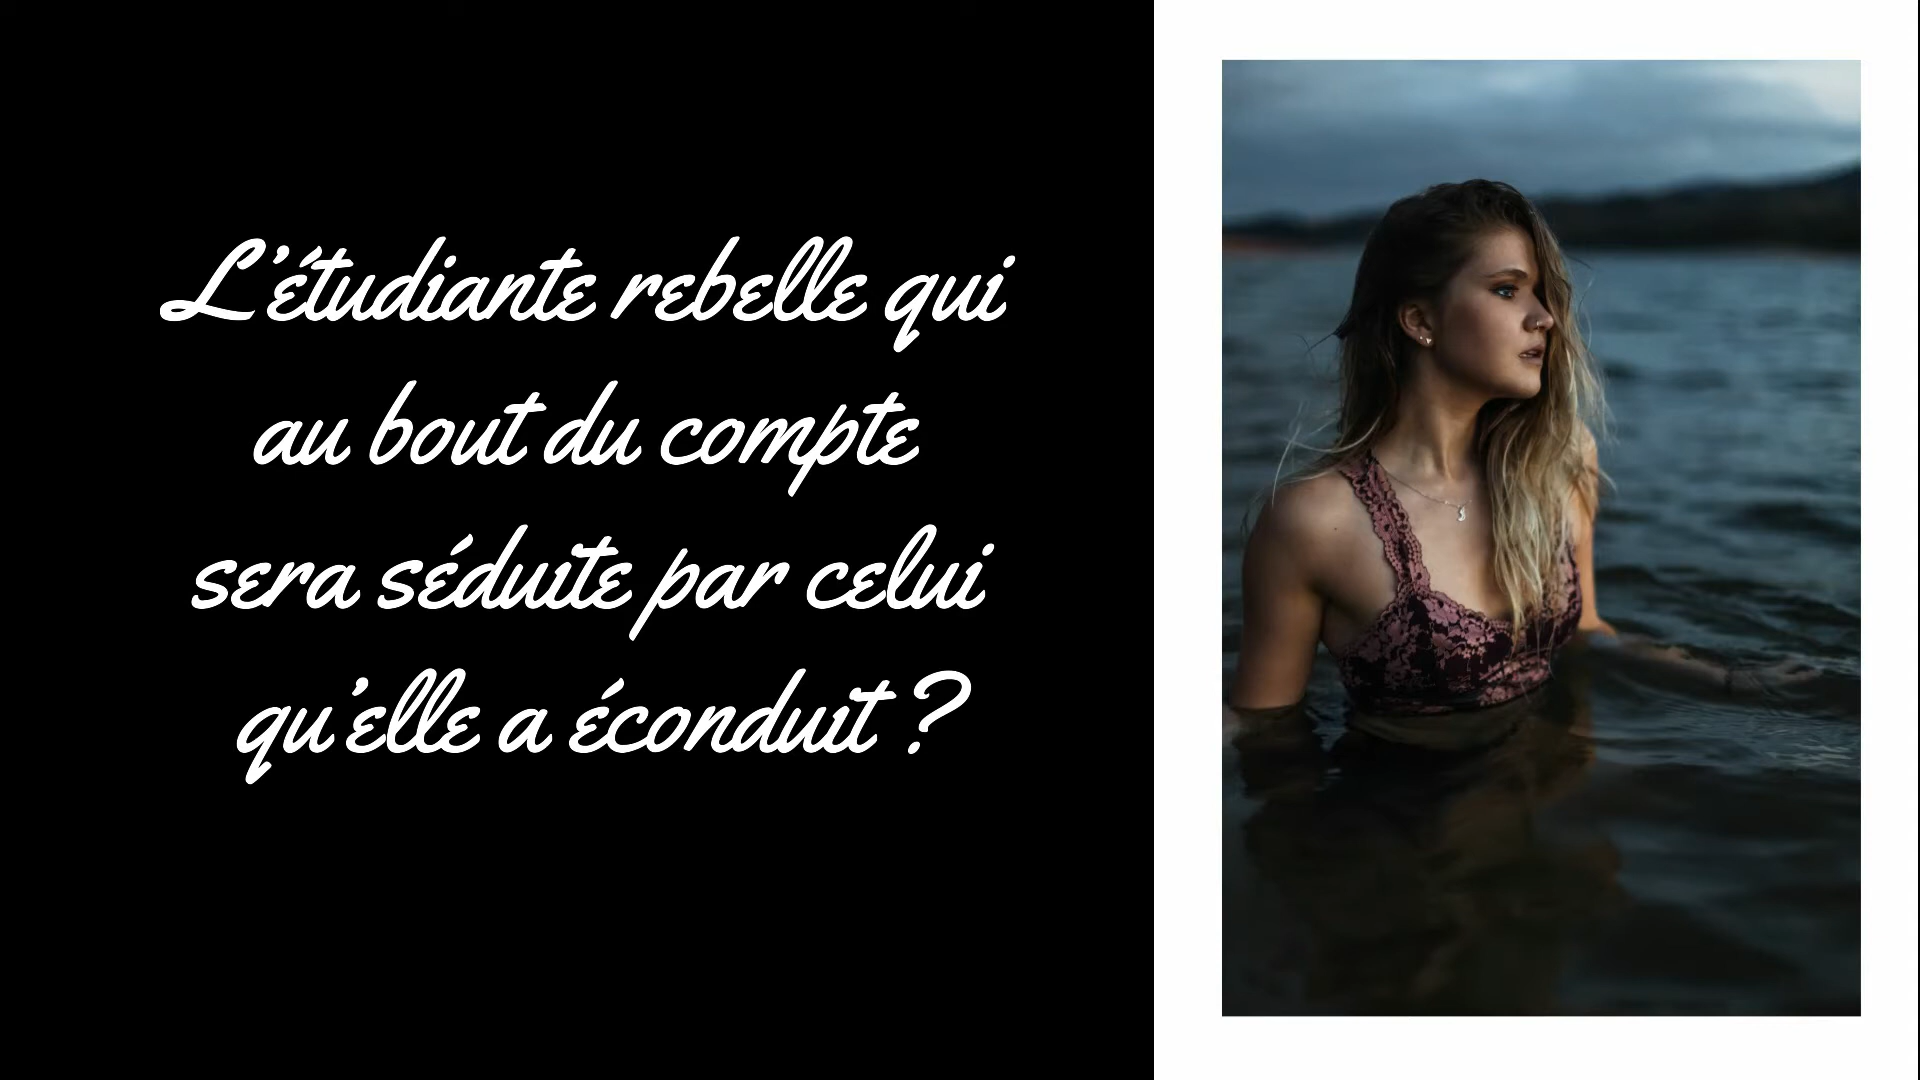 L'étudiante rebelle qui
au bout du compte
sera séduite par celui
qu'elle a éconduit ?